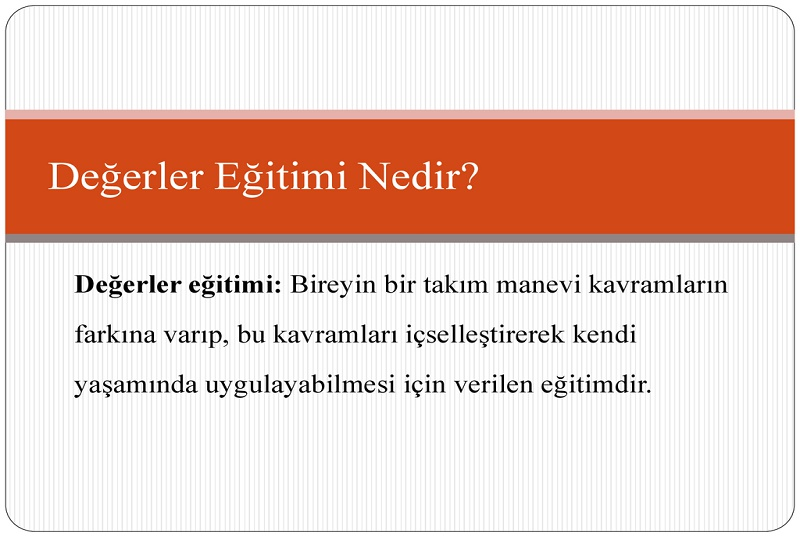 Değerler Eğitimi Nedir?
Değerler eğitimi: Bireyin bir takım manevi kavramların
farkına varıp, bu kavramları içselleştirerek kendi
yaşamında uygulayabilmesi için verilen eğitimdir.